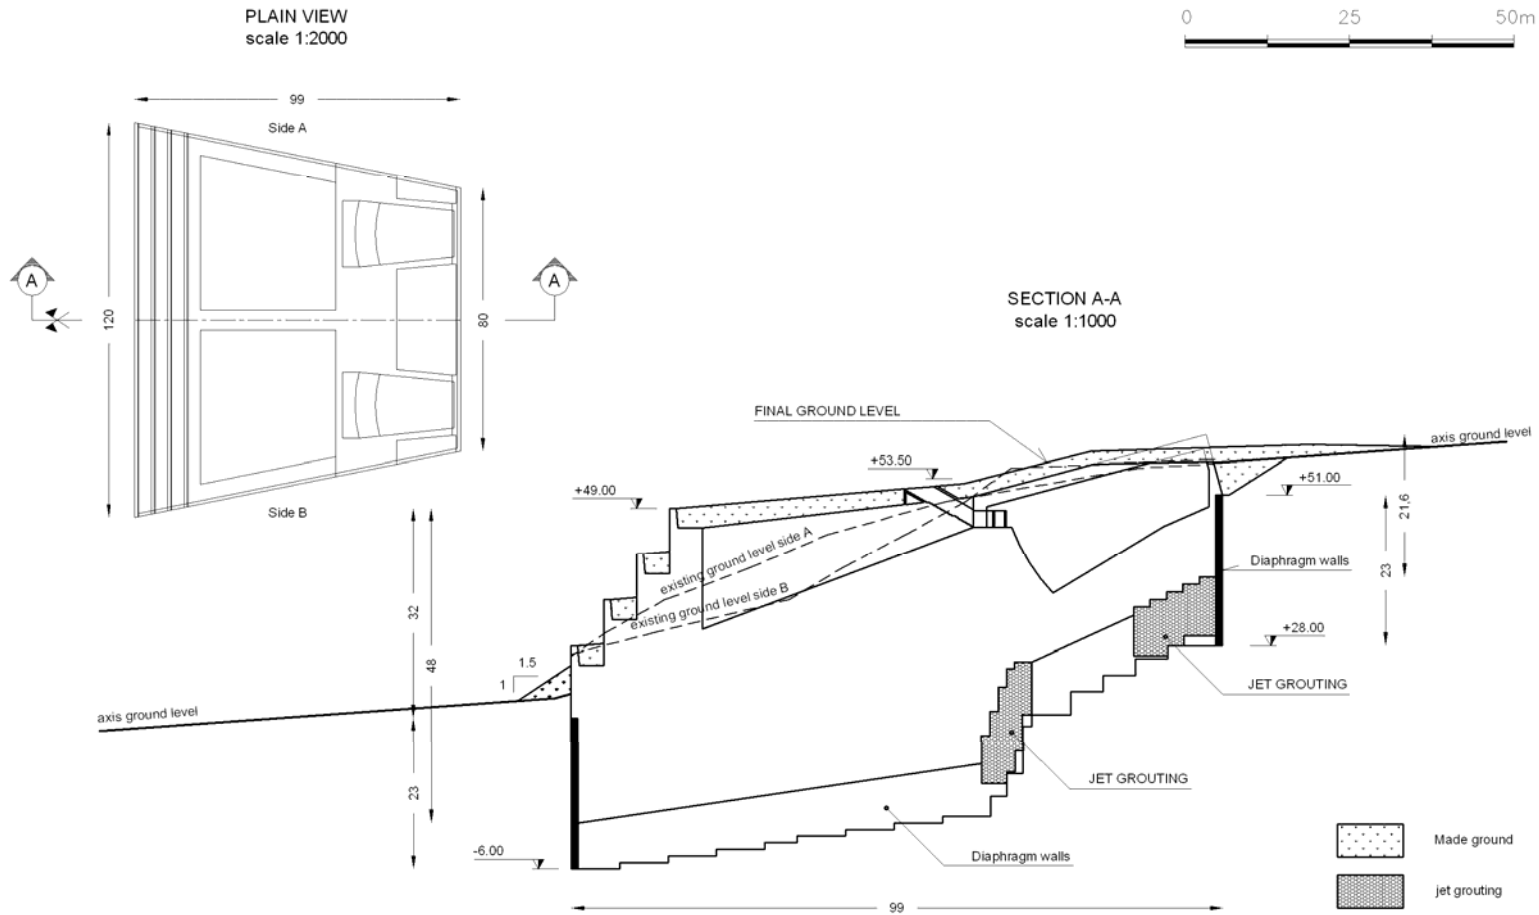 PLAIN VIEW
scale 1:2000
0 25 50m
99
Side A
A A
120
80
Side B
SECTION A-A
scale 1:1000
FINAL GROUND LEVEL
axis ground level
+53.50
+49.00
+51.00
21,6
existing ground level side A
existing ground level side B
Diaphragm walls
23
32
48
1.5
1
+28.00
JET GROUTING
axis ground level
JET GROUTING
23
-6.00
Diaphragm walls
Made ground
jet grouting
99